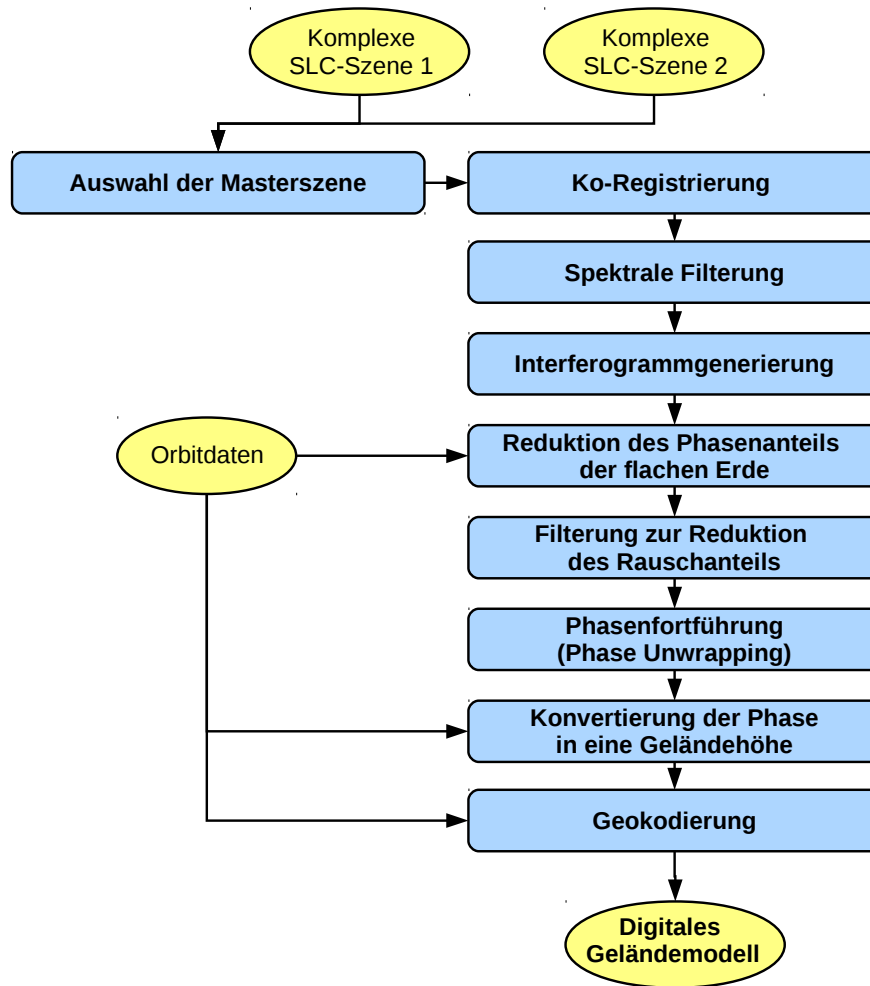 Komplexe
SLC-Szene 1
Komplexe
SLC-Szene 2
Auswahl der Masterszene
Ko-Registrierung
Spektrale Filterung
Interferogrammgenerierung
Orbitdaten
Reduktion des Phasenanteils
der flachen Erde
Filterung zur Reduktion
des Rauschanteils
Phasenfortführung
(Phase Unwrapping)
Konvertierung der Phase
in eine Geländehöhe
Geokodierung
Digitales
Geländemodell